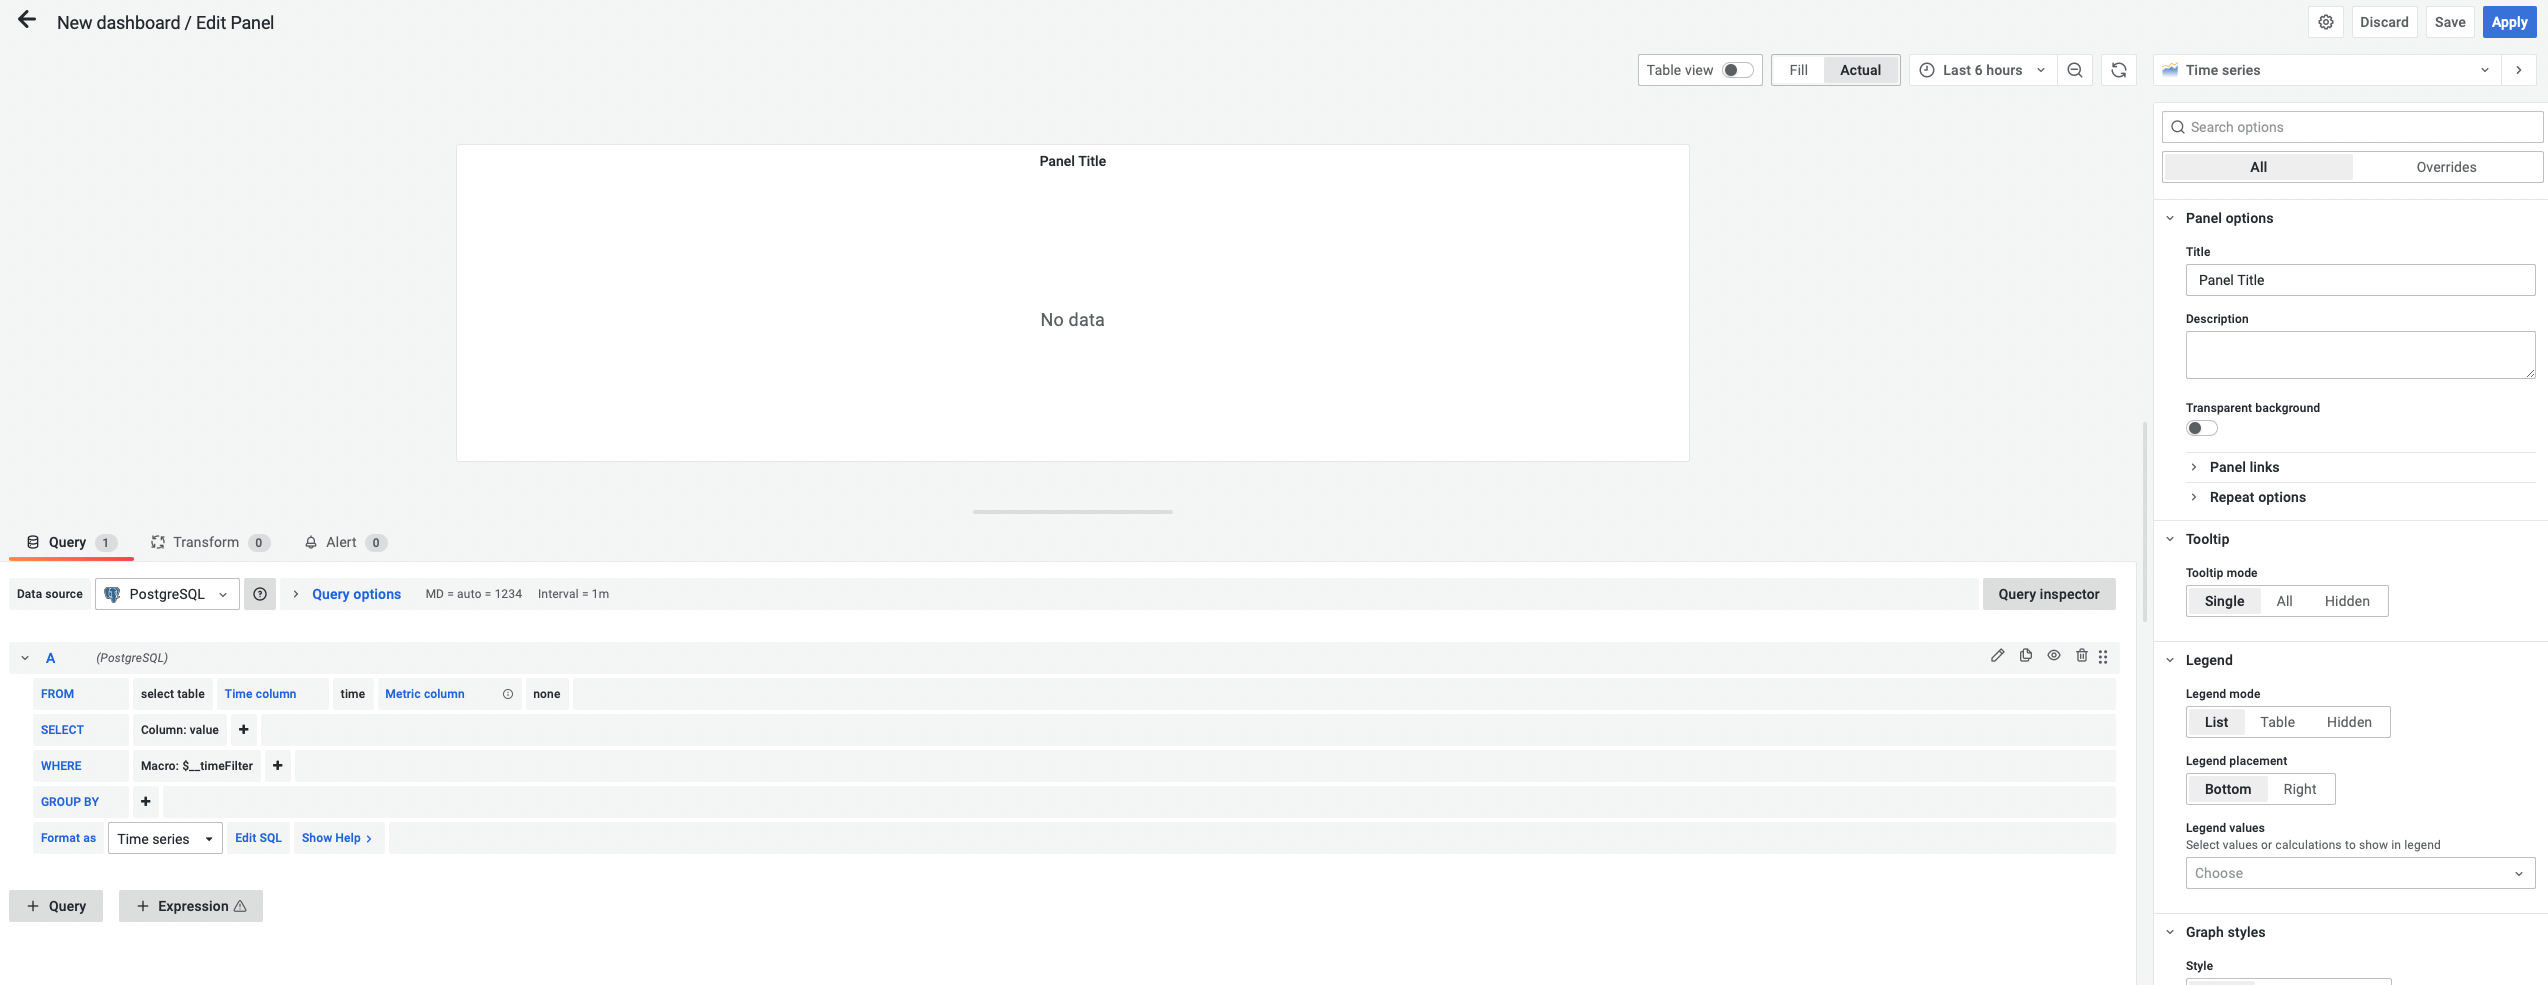 New dashboard / Edit Panel
Discard
Save
Apply
Table view
Fill
Actual
Last 6 hours
Time series
Search options
All
Overrides
Panel Title
No data
Panel options
Title
Panel Title
Description
Transparent background
Panel links
Repeat options
Query 1
Transform 0
Alert 0
Data source
PostgreSQL
Query options
MD = auto = 1234
Interval = 1m
Query inspector
A
(PostgreSQL)
FROM
select table
Time column
time
Metric column
none
SELECT
Column: value
WHERE
Macro: $__timeFilter
GROUP BY
Format as
Time series
Edit SQL
Show Help >
+ Query
+ Expression
Tooltip
Tooltip mode
Single
All
Hidden
Legend
Legend mode
List
Table
Hidden
Legend placement
Bottom
Right
Legend values
Select values or calculations to show in legend
Choose
Graph styles
Style